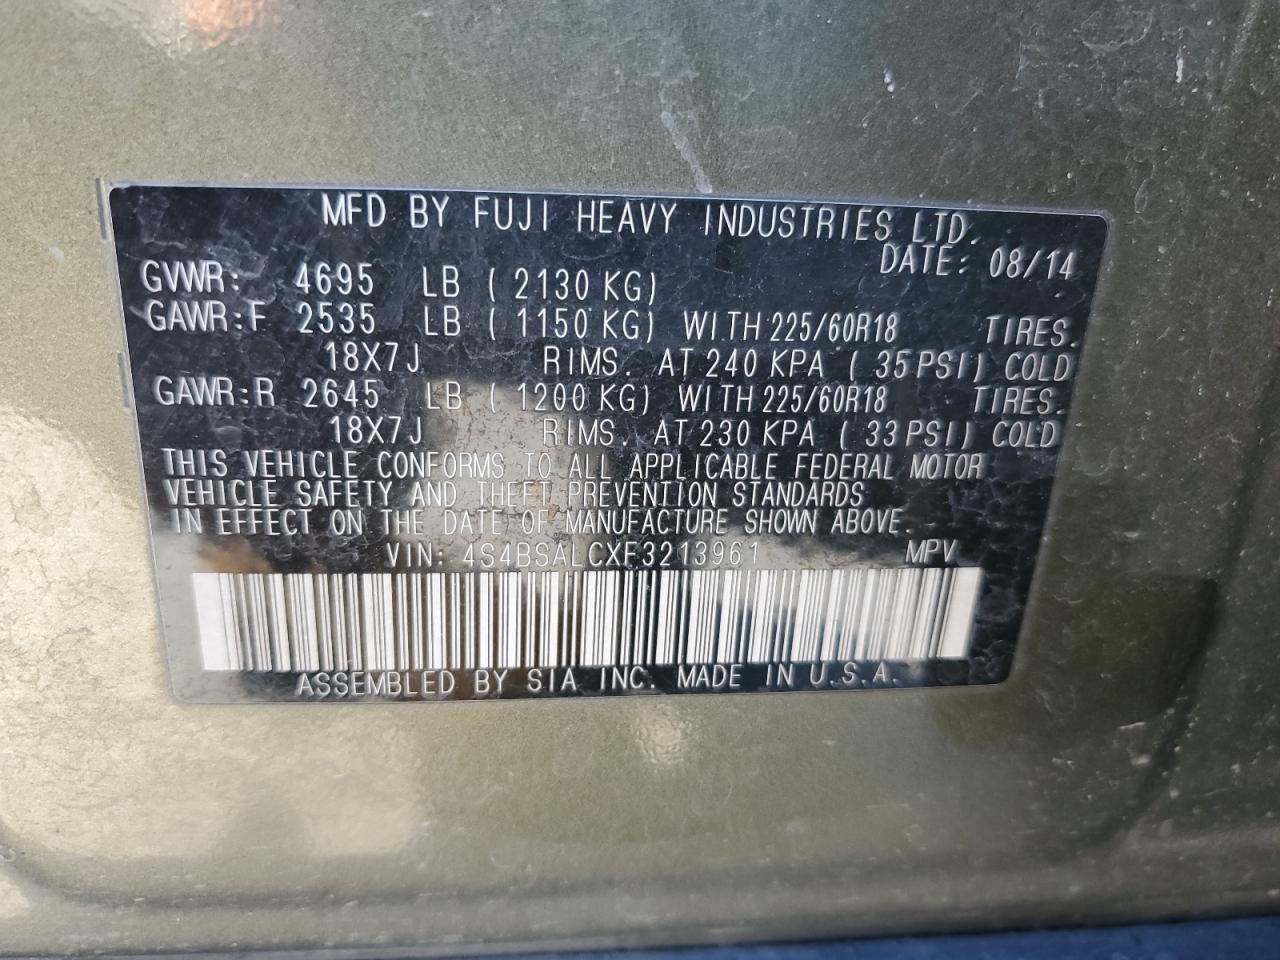 MFD BY FUJI HEAVY INDUSTRIES LTD.
DATE: 08/14
GVWR: 4695 LB ( 2130 KG)
GAWR:F 2535 LB ( 1150 KG) WITH 225/60R18 TIRES.
18X7J RIMS. AT 240 KPA ( 35 PSI) COLD
GAWR:R 2645 LB ( 1200 KG) WITH 225/60R18 TIRES.
18X7J RIMS. AT 230 KPA ( 33 PSI) COLD
THIS VEHICLE CONFORMS TO ALL APPLICABLE FEDERAL MOTOR
VEHICLE SAFETY AND THEFT PREVENTION STANDARDS
IN EFFECT ON THE DATE OF MANUFACTURE SHOWN ABOVE.
VIN: 4S4BSALCXF3213961 MPV
ASSEMBLED BY SIA INC. MADE IN U.S.A.